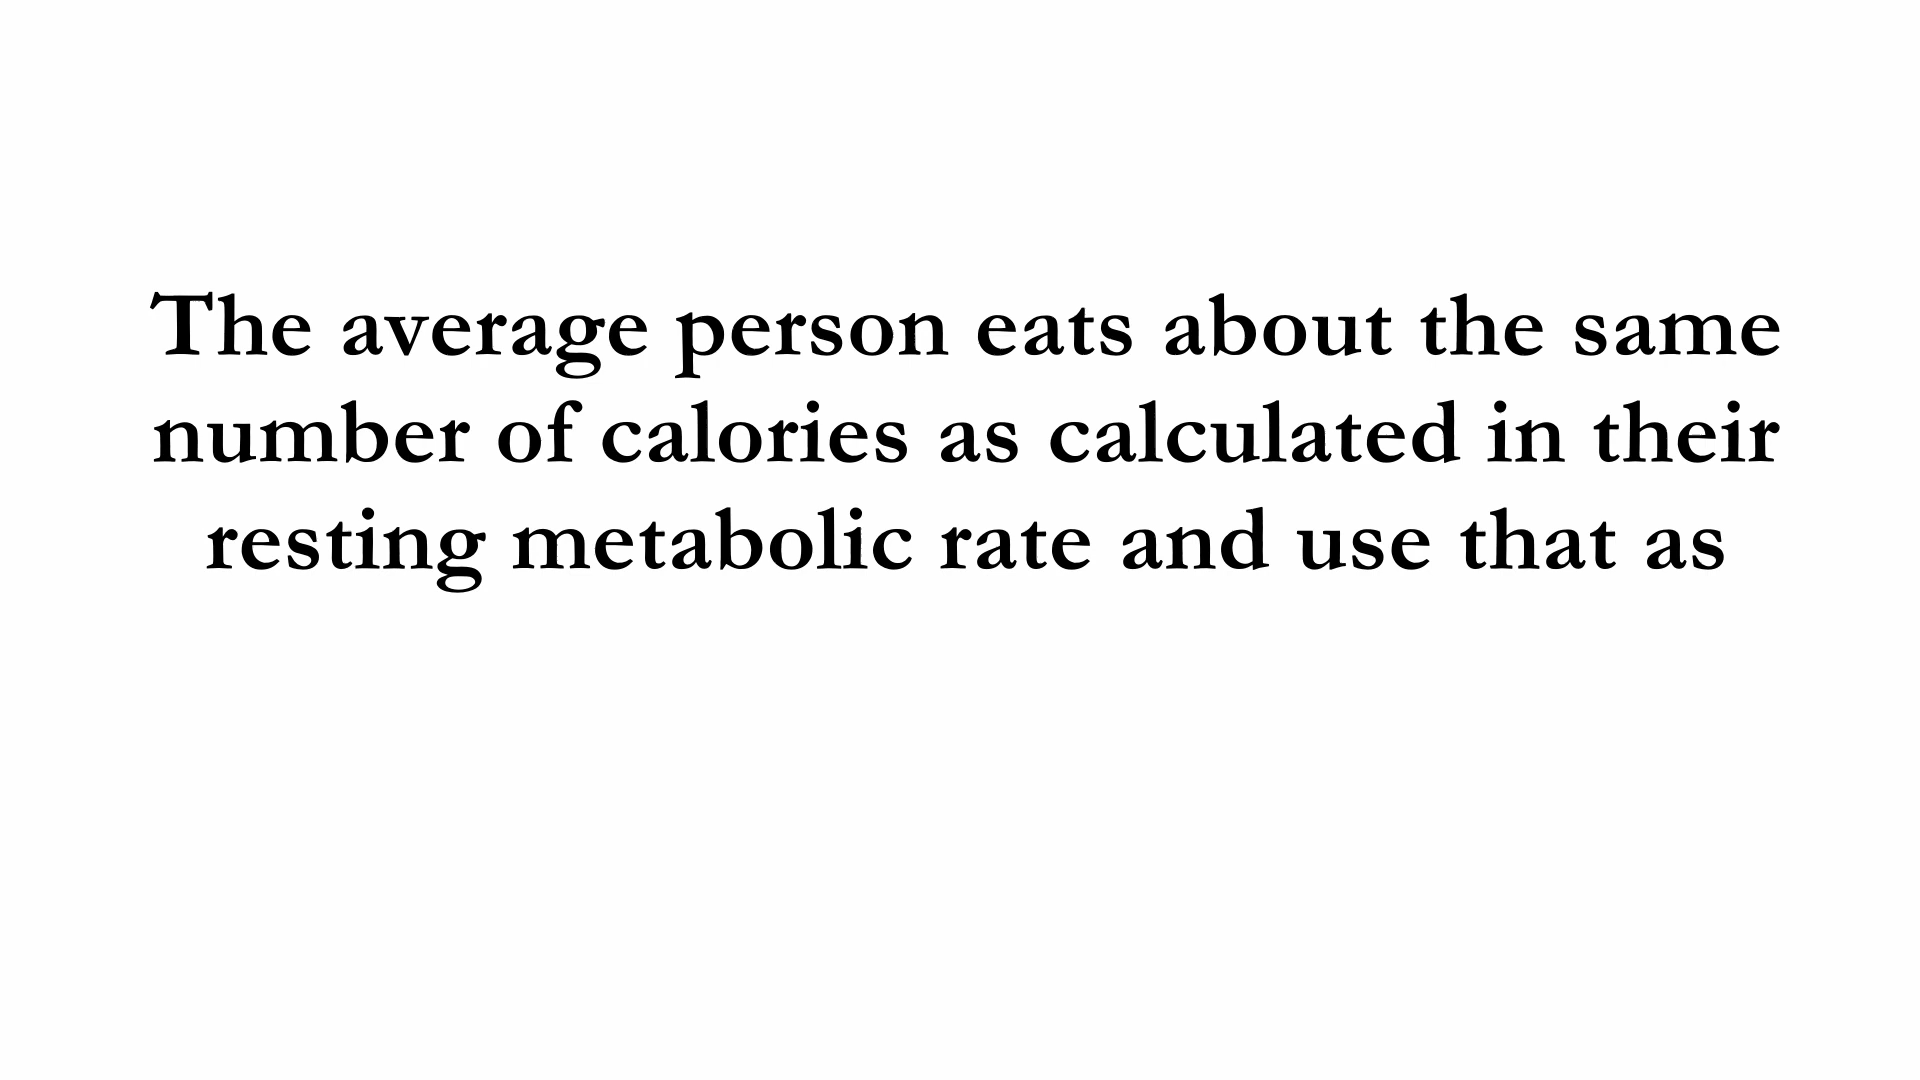 The average person eats about the same
number of calories as calculated in their
resting metabolic rate and use that as